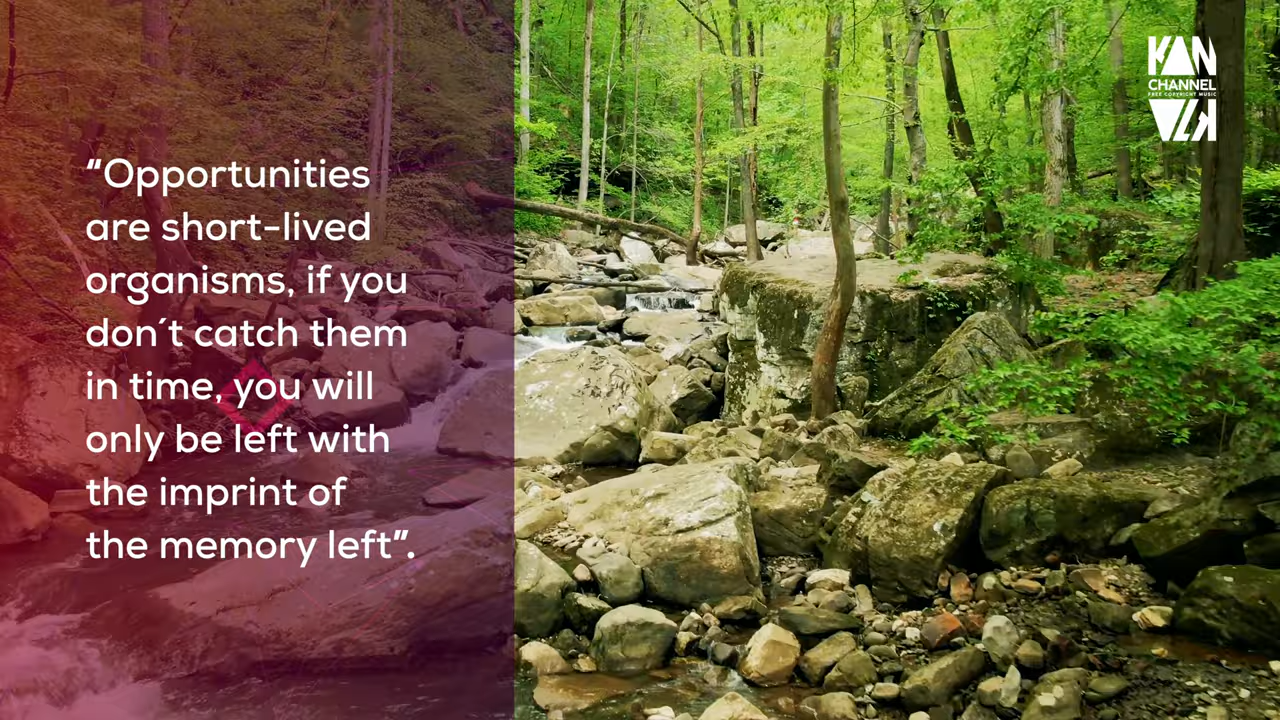 “Opportunities
are short-lived
organisms, if you
don´t catch them
in time, you will
only be left with
the imprint of
the memory left”.
KAN
CHANNEL
FREE COPYRIGHT MUSIC